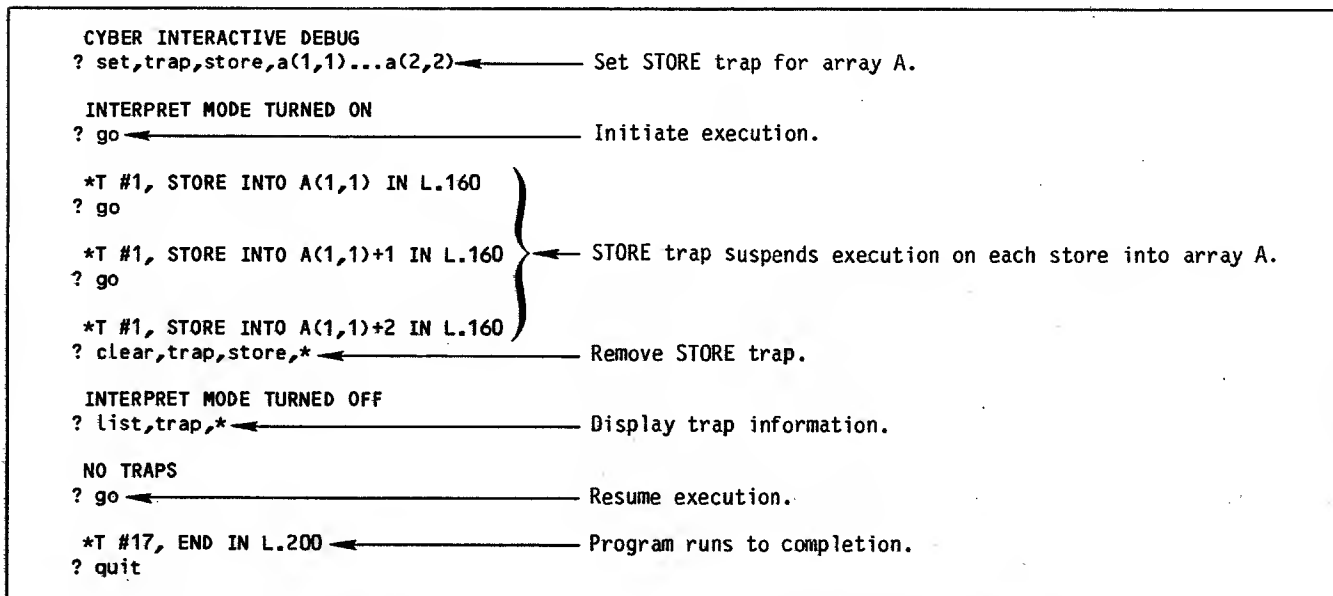 CYBER INTERACTIVE DEBUG
? set,trap,store,a(1,1)...a(2,2) Set STORE trap for array A.
INTERPRET MODE TURNED ON
? go Initiate execution.
*T #1, STORE INTO A(1,1) IN L.160
? go
*T #1, STORE INTO A(1,1)+1 IN L.160 STORE trap suspends execution on each store into array A.
? go
*T #1, STORE INTO A(1,1)+2 IN L.160
? clear,trap,store,* Remove STORE trap.
INTERPRET MODE TURNED OFF
? list,trap,* Display trap information.
NO TRAPS
? go Resume execution.
*T #17, END IN L.200 Program runs to completion.
? quit